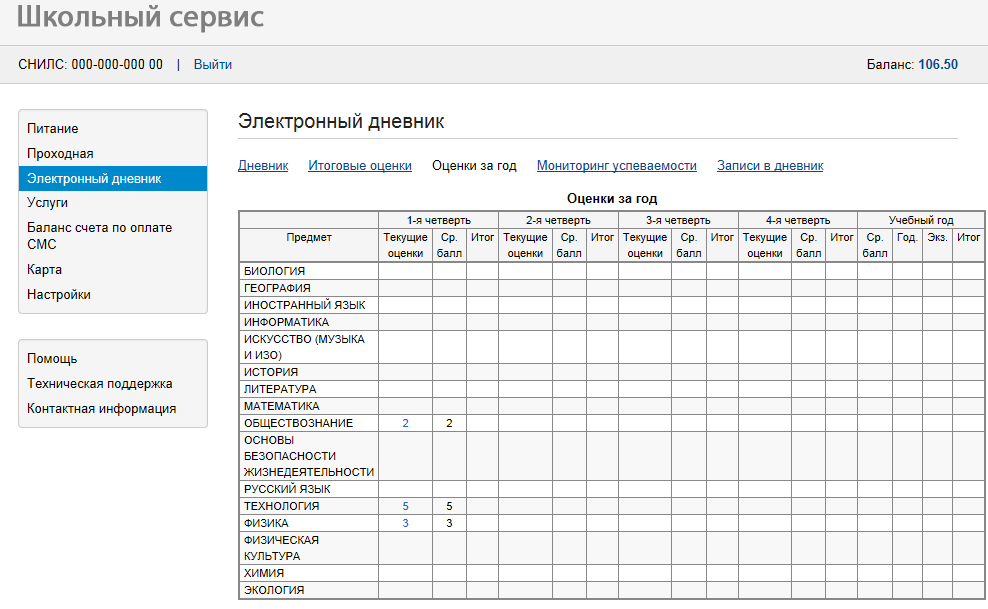 Школьный сервис
СНИЛС: 000-000-000 00 | Выйти Баланс: 106.50
Питание
Проходная
Электронный дневник
Услуги
Баланс счета по оплате
СМС
Карта
Настройки
Помощь
Техническая поддержка
Контактная информация
Электронный дневник
Дневник Итоговые оценки Оценки за год Мониторинг успеваемости Записи в дневник
Оценки за год
1-я четверть 2-я четверть 3-я четверть 4-я четверть Учебный год
Предмет Текущие Ср. Итог Текущие Ср. Итог Текущие Ср. Итог Текущие Ср. Итог Ср. Год. Экз. Итог
оценки балл оценки балл оценки балл оценки балл балл
БИОЛОГИЯ
ГЕОГРАФИЯ
ИНОСТРАННЫЙ ЯЗЫК
ИНФОРМАТИКА
ИСКУССТВО (МУЗЫКА
И ИЗО)
ИСТОРИЯ
ЛИТЕРАТУРА
МАТЕМАТИКА
ОБЩЕСТВОЗНАНИЕ 2 2
ОСНОВЫ
БЕЗОПАСНОСТИ
ЖИЗНЕДЕЯТЕЛЬНОСТИ
РУССКИЙ ЯЗЫК
ТЕХНОЛОГИЯ 5 5
ФИЗИКА 3 3
ФИЗИЧЕСКАЯ
КУЛЬТУРА
ХИМИЯ
ЭКОЛОГИЯ